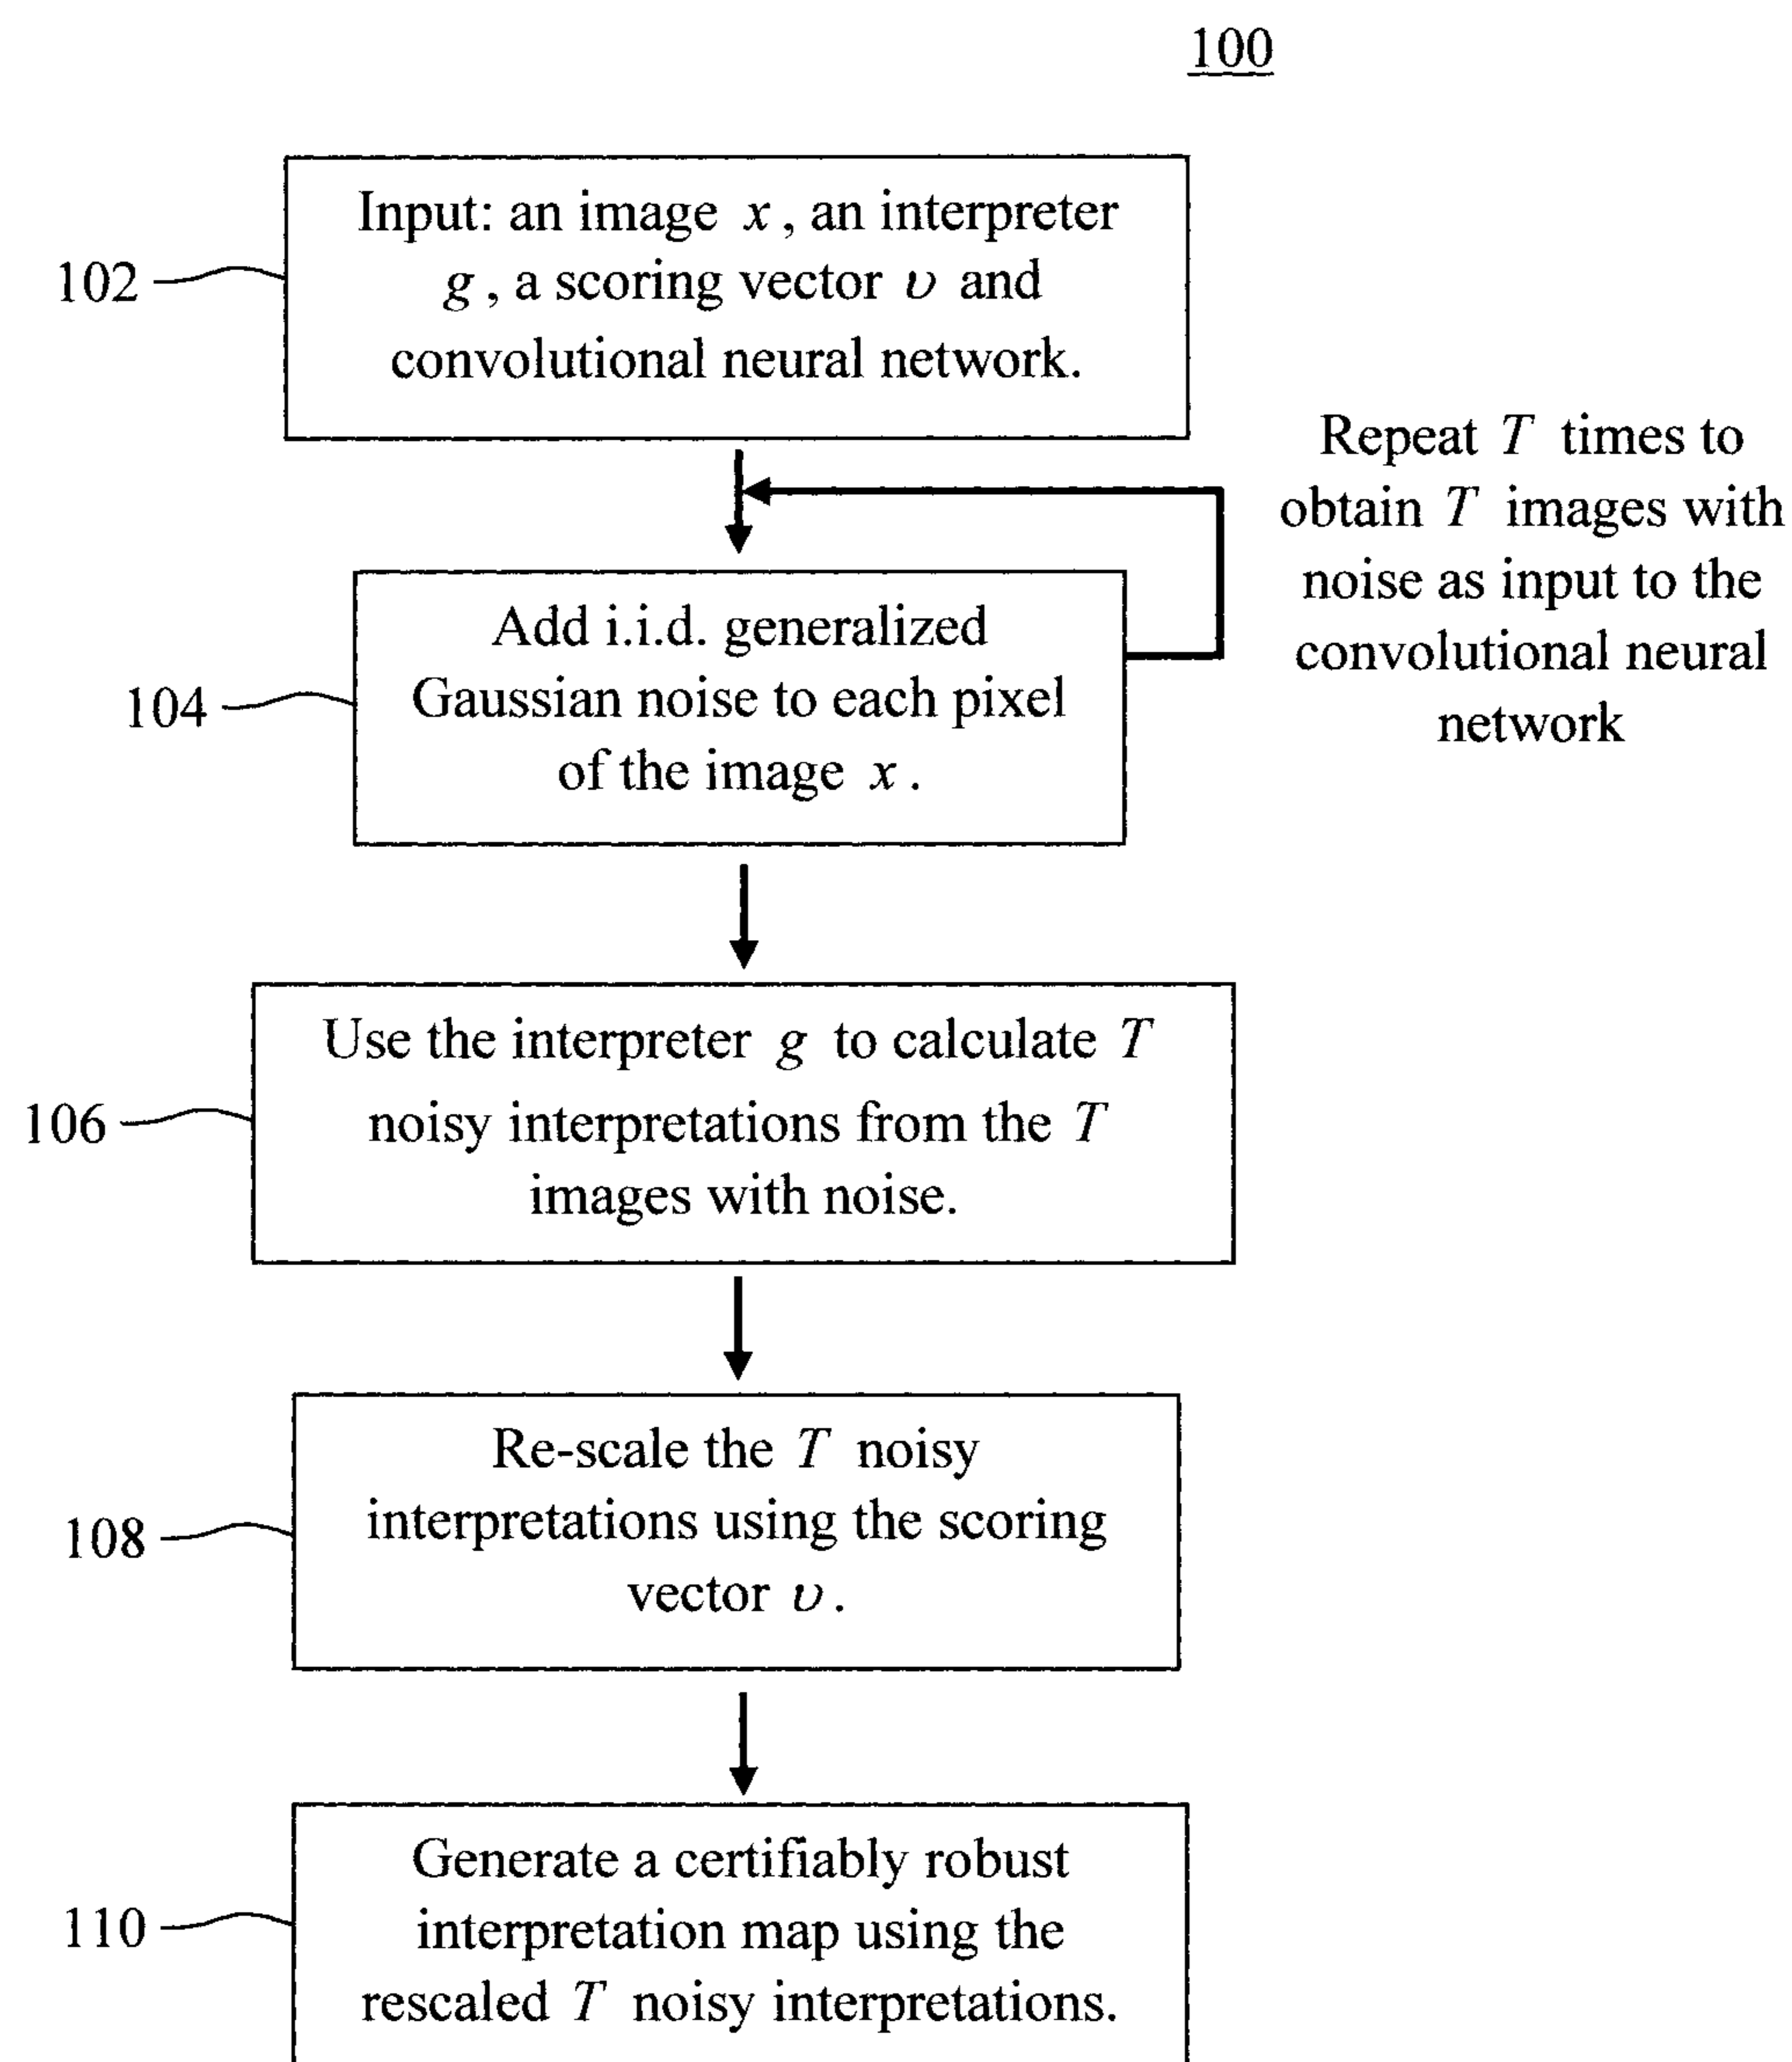 100
Input: an image x, an interpreter
g, a scoring vector υ and
convolutional neural network.
102
Repeat T times to
obtain T images with
noise as input to the
convolutional neural
network
Add i.i.d. generalized
Gaussian noise to each pixel
of the image x.
104
Use the interpreter g to calculate T
noisy interpretations from the T
images with noise.
106
Re-scale the T noisy
interpretations using the scoring
vector υ.
108
Generate a certifiably robust
interpretation map using the
rescaled T noisy interpretations.
110